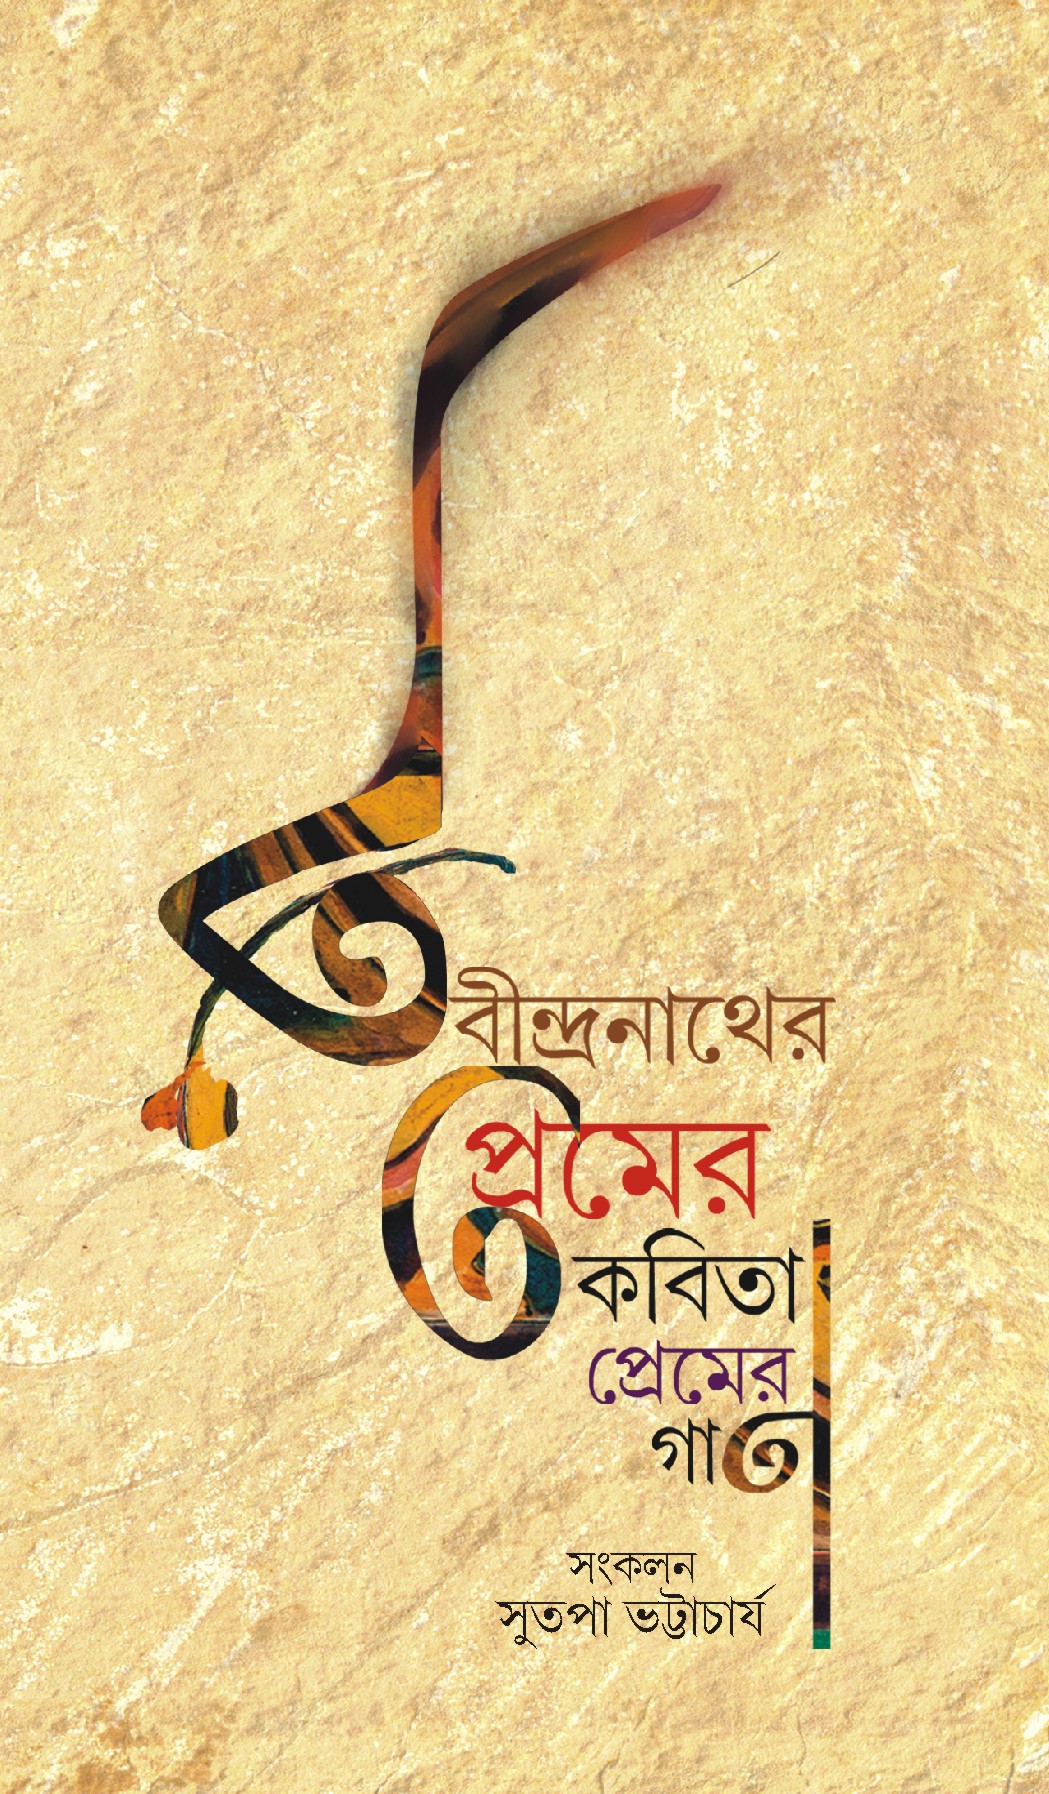 রবীন্দ্রনাথের
প্রেমের
কবিতা
প্রেমের
গান
সংকলন
সুতপা ভট্টাচার্য